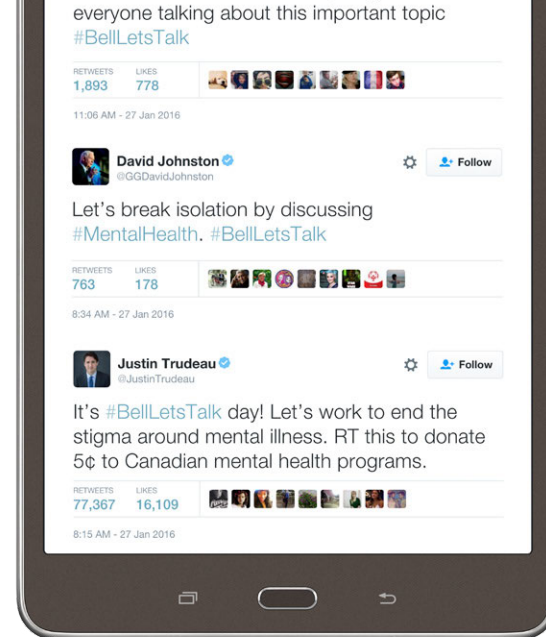 everyone talking about this important topic
#BellLetsTalk
RETWEETS LIKES
1,893 778
11:06 AM - 27 Jan 2016
David Johnston
@GGDavidJohnston
Follow
Let's break isolation by discussing
#MentalHealth. #BellLetsTalk
RETWEETS LIKES
763 178
8:34 AM - 27 Jan 2016
Justin Trudeau
@JustinTrudeau
Follow
It's #BellLetsTalk day! Let's work to end the
stigma around mental illness. RT this to donate
5¢ to Canadian mental health programs.
RETWEETS LIKES
77,367 16,109
8:15 AM - 27 Jan 2016